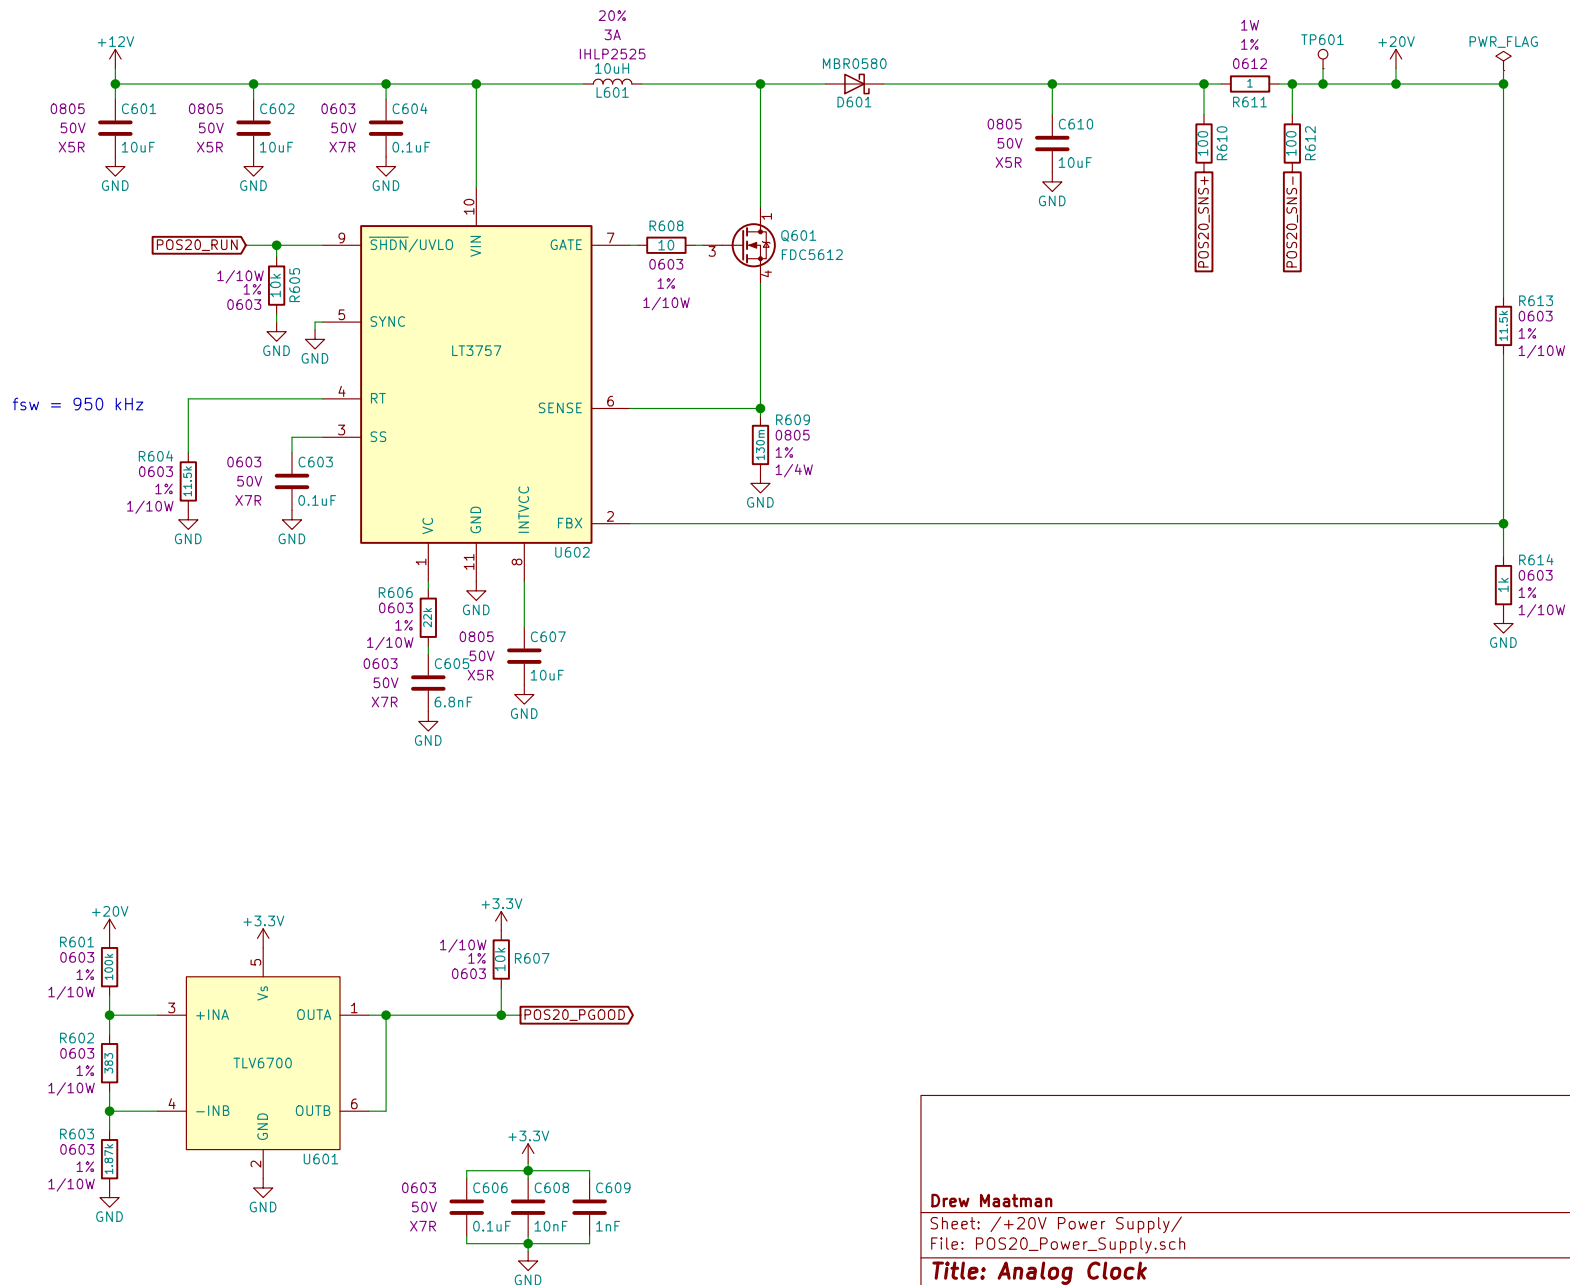 20%
3A
IHLP2525
10uH
L601
+12V
0805
50V
X5R
C601
10uF
GND
0805
50V
X5R
C602
10uF
GND
0603
50V
X7R
C604
0.1uF
GND
MBR0580
D601
0805
50V
X5R
C610
10uF
GND
1W
1%
0612
1
R611
TP601
+20V
PWR_FLAG
100
R610
POS20_SNS+
100
R612
POS20_SNS-
POS20_RUN
1/10W
1%
0603
10k
R605
GND
GND
9
SHDN/UVLO
5
SYNC
4
RT
3
SS
10
VIN
LT3757
GATE
7
SENSE
6
FBX
2
VC
1
GND
11
INTVCC
8
U602
R608
10
0603
1%
1/10W
1
3
4
Q601
FDC5612
fsw = 950 kHz
R604
0603
1%
1/10W
11.5k
GND
0603
50V
X7R
C603
0.1uF
GND
R609
0805
1%
1/4W
130m
GND
R613
0603
1%
1/10W
11.5k
R614
0603
1%
1/10W
1k
GND
GND
R606
0603
1%
1/10W
22k
0603
50V
X7R
C605
6.8nF
GND
0805
50V
X5R
C607
10uF
GND
+20V
R601
0603
1%
1/10W
100k
R602
0603
1%
1/10W
383
R603
0603
1%
1/10W
1.87k
GND
+3.3V
5
Vs
3
+INA
4
-INB
TLV6700
OUTA
1
OUTB
6
GND
2
U601
GND
+3.3V
1/10W
1%
0603
10k
R607
POS20_PGOOD
+3.3V
0603
50V
X7R
C606
0.1uF
C608
10nF
C609
1nF
GND
Drew Maatman
Sheet: /+20V Power Supply/
File: POS20_Power_Supply.sch
Title: Analog Clock